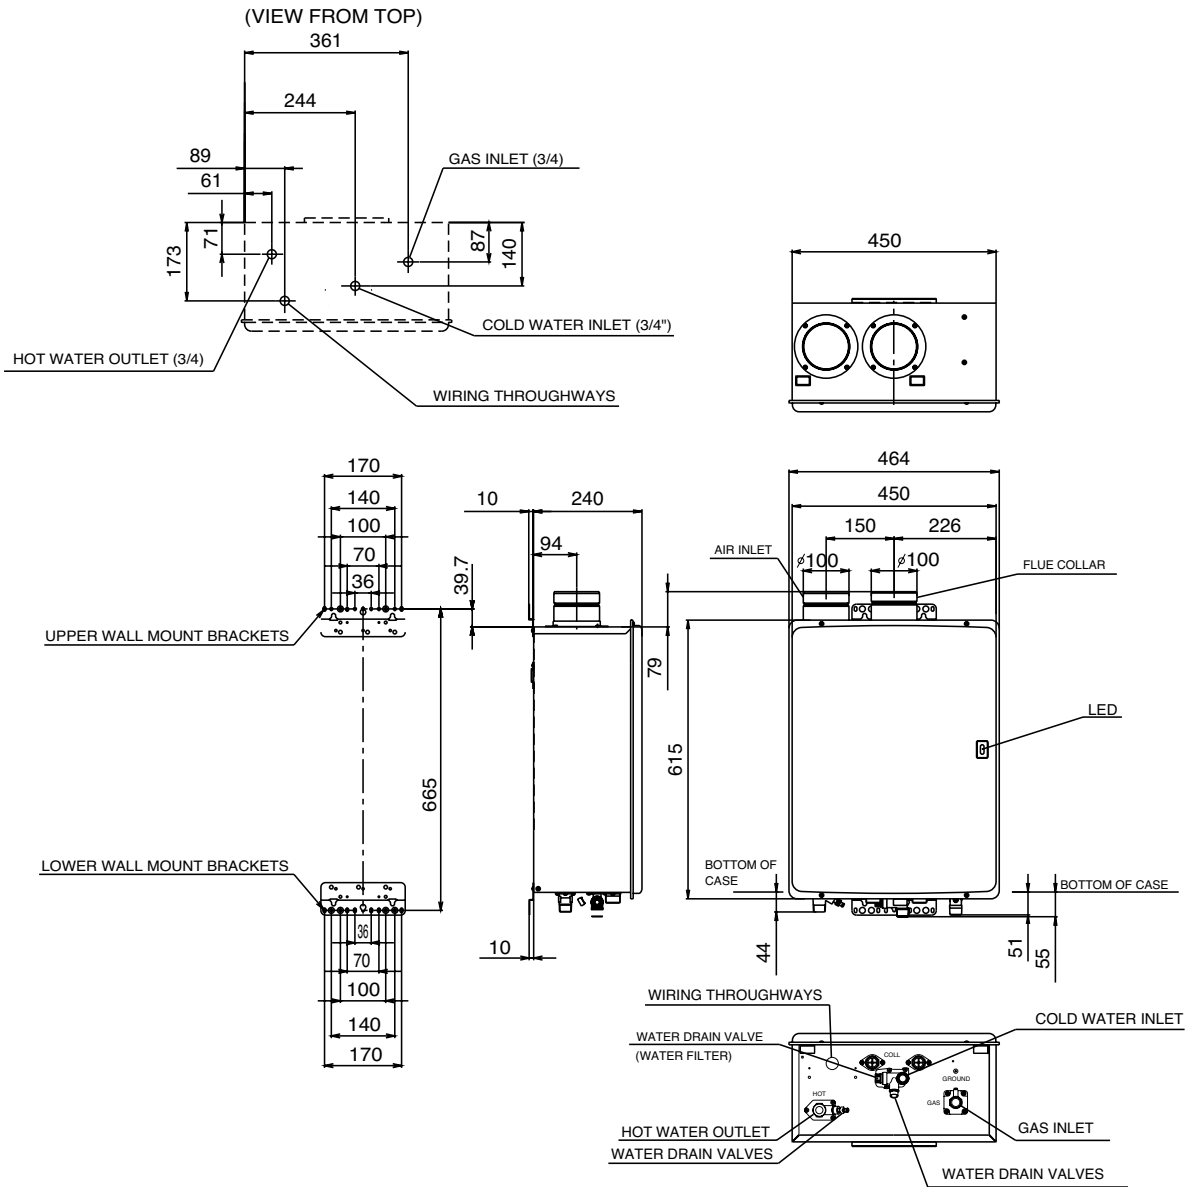 (VIEW FROM TOP)
361
244
89
61
GAS INLET (3/4)
71
173
87
140
COLD WATER INLET (3/4")
HOT WATER OUTLET (3/4)
WIRING THROUGHWAYS
450
170
140
100
70
36
UPPER WALL MOUNT BRACKETS
665
LOWER WALL MOUNT BRACKETS
36
70
100
140
170
10
240
94
39.7
79
10
464
450
150
226
AIR INLET
⌀100
⌀100
FLUE COLLAR
LED
615
BOTTOM OF
CASE
BOTTOM OF CASE
44
51
55
WIRING THROUGHWAYS
COLD WATER INLET
WATER DRAIN VALVE
(WATER FILTER)
COLL
GROUND
HOT
GAS
HOT WATER OUTLET
GAS INLET
WATER DRAIN VALVES
WATER DRAIN VALVES